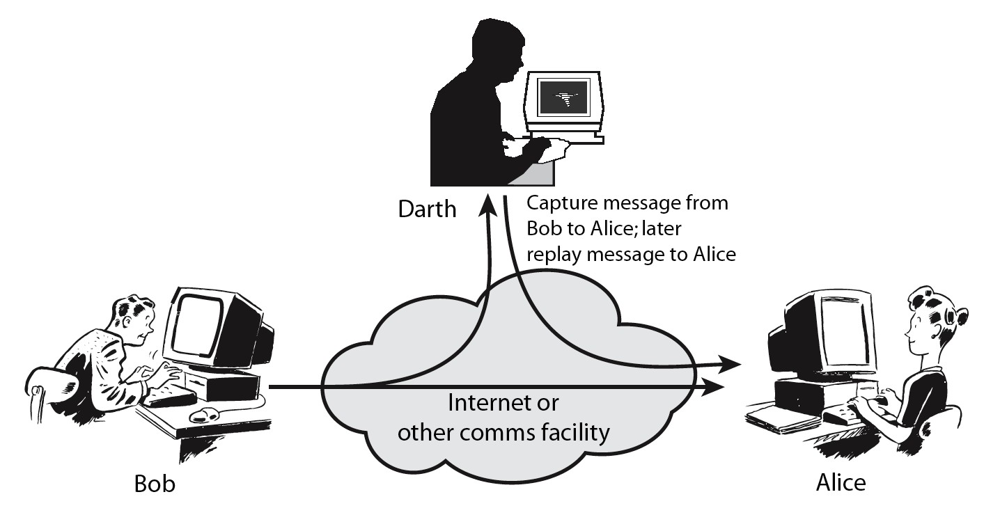 Darth
Capture message from
Bob to Alice; later
replay message to Alice
Internet or
other comms facility
Bob
Alice